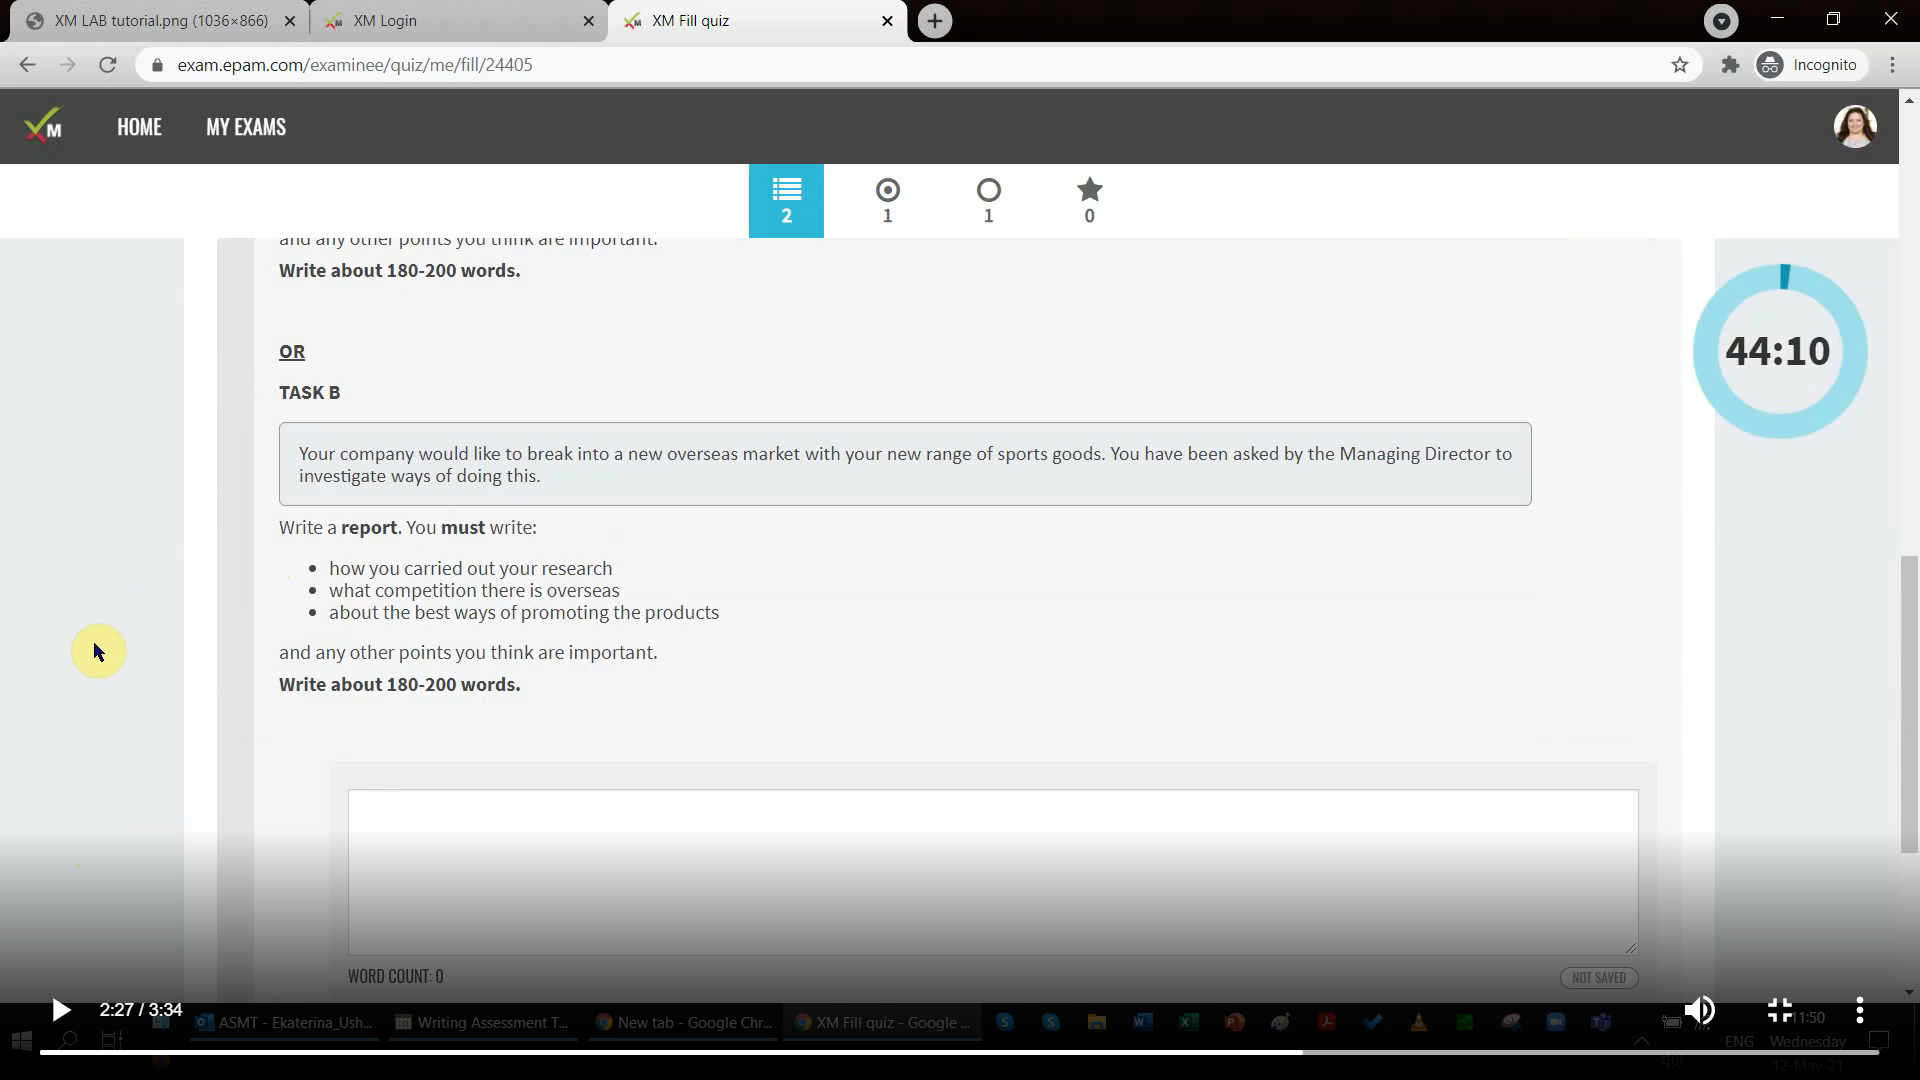 XM LAB tutorial.png (1036×866)
XM Login
XM Fill quiz
exam.epam.com/examinee/quiz/me/fill/24405
Incognito
M
HOME
MY EXAMS
2
1
1
0
and any other points you think are important.
Write about 180-200 words.
44:10
OR
TASK B
Your company would like to break into a new overseas market with your new range of sports goods. You have been asked by the Managing Director to
investigate ways of doing this.
Write a report. You must write:
how you carried out your research
what competition there is overseas
about the best ways of promoting the products
and any other points you think are important.
Write about 180-200 words.
WORD COUNT: 0
NOT SAVED
2:27 / 3:34
ASMT - Ekaterina_Ush...
Writing Assessment T...
New tab - Google Chr...
XM Fill quiz - Google ...
11:50
ENG
Wednesday
12-May-21